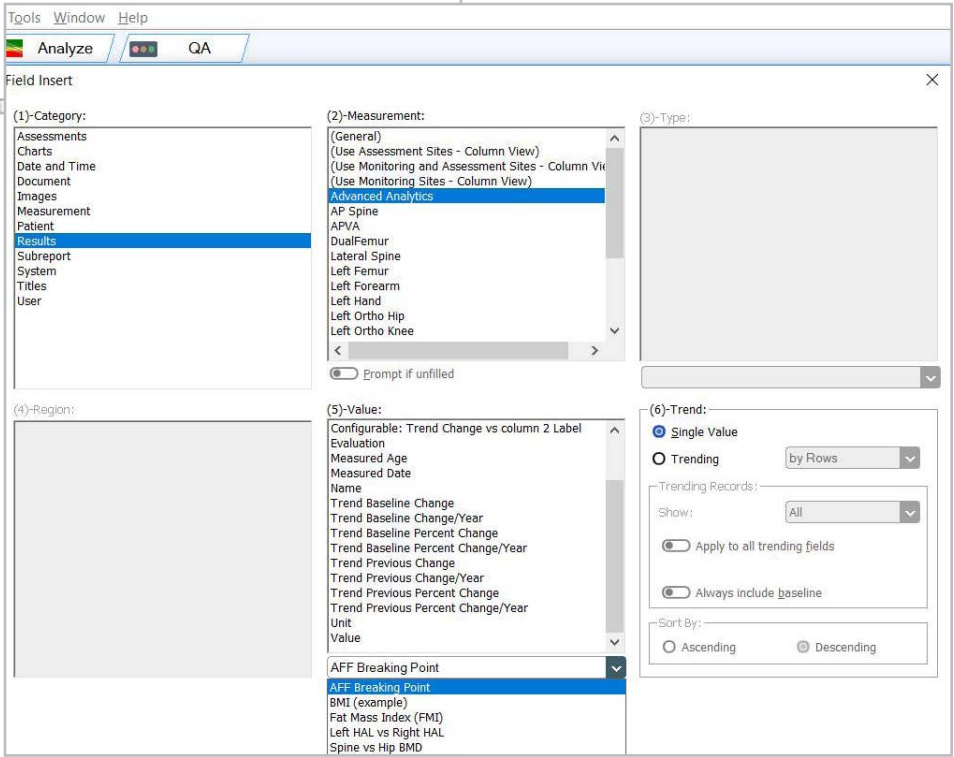 Tools Window Help
Analyze QA
Field Insert
(1)-Category:
Assessments
Charts
Date and Time
Document
Images
Measurement
Patient
Results
Subreport
System
Titles
User
(2)-Measurement:
(General)
(Use Assessment Sites - Column View)
(Use Monitoring and Assessment Sites - Column Vie
(Use Monitoring Sites - Column View)
Advanced Analytics
AP Spine
APVA
DualFemur
Lateral Spine
Left Femur
Left Forearm
Left Hand
Left Ortho Hip
Left Ortho Knee
Prompt if unfilled
(3)-Type:
(4)-Region:
(5)-Value:
Configurable: Trend Change vs column 2 Label
Evaluation
Measured Age
Measured Date
Name
Trend Baseline Change
Trend Baseline Change/Year
Trend Baseline Percent Change
Trend Baseline Percent Change/Year
Trend Previous Change
Trend Previous Change/Year
Trend Previous Percent Change
Trend Previous Percent Change/Year
Unit
Value
AFF Breaking Point
AFF Breaking Point
BMI (example)
Fat Mass Index (FMI)
Left HAL vs Right HAL
Spine vs Hip BMD
(6)-Trend:
Single Value
Trending by Rows
Trending Records:
Show: All
Apply to all trending fields
Always include baseline
Sort By:
Ascending Descending